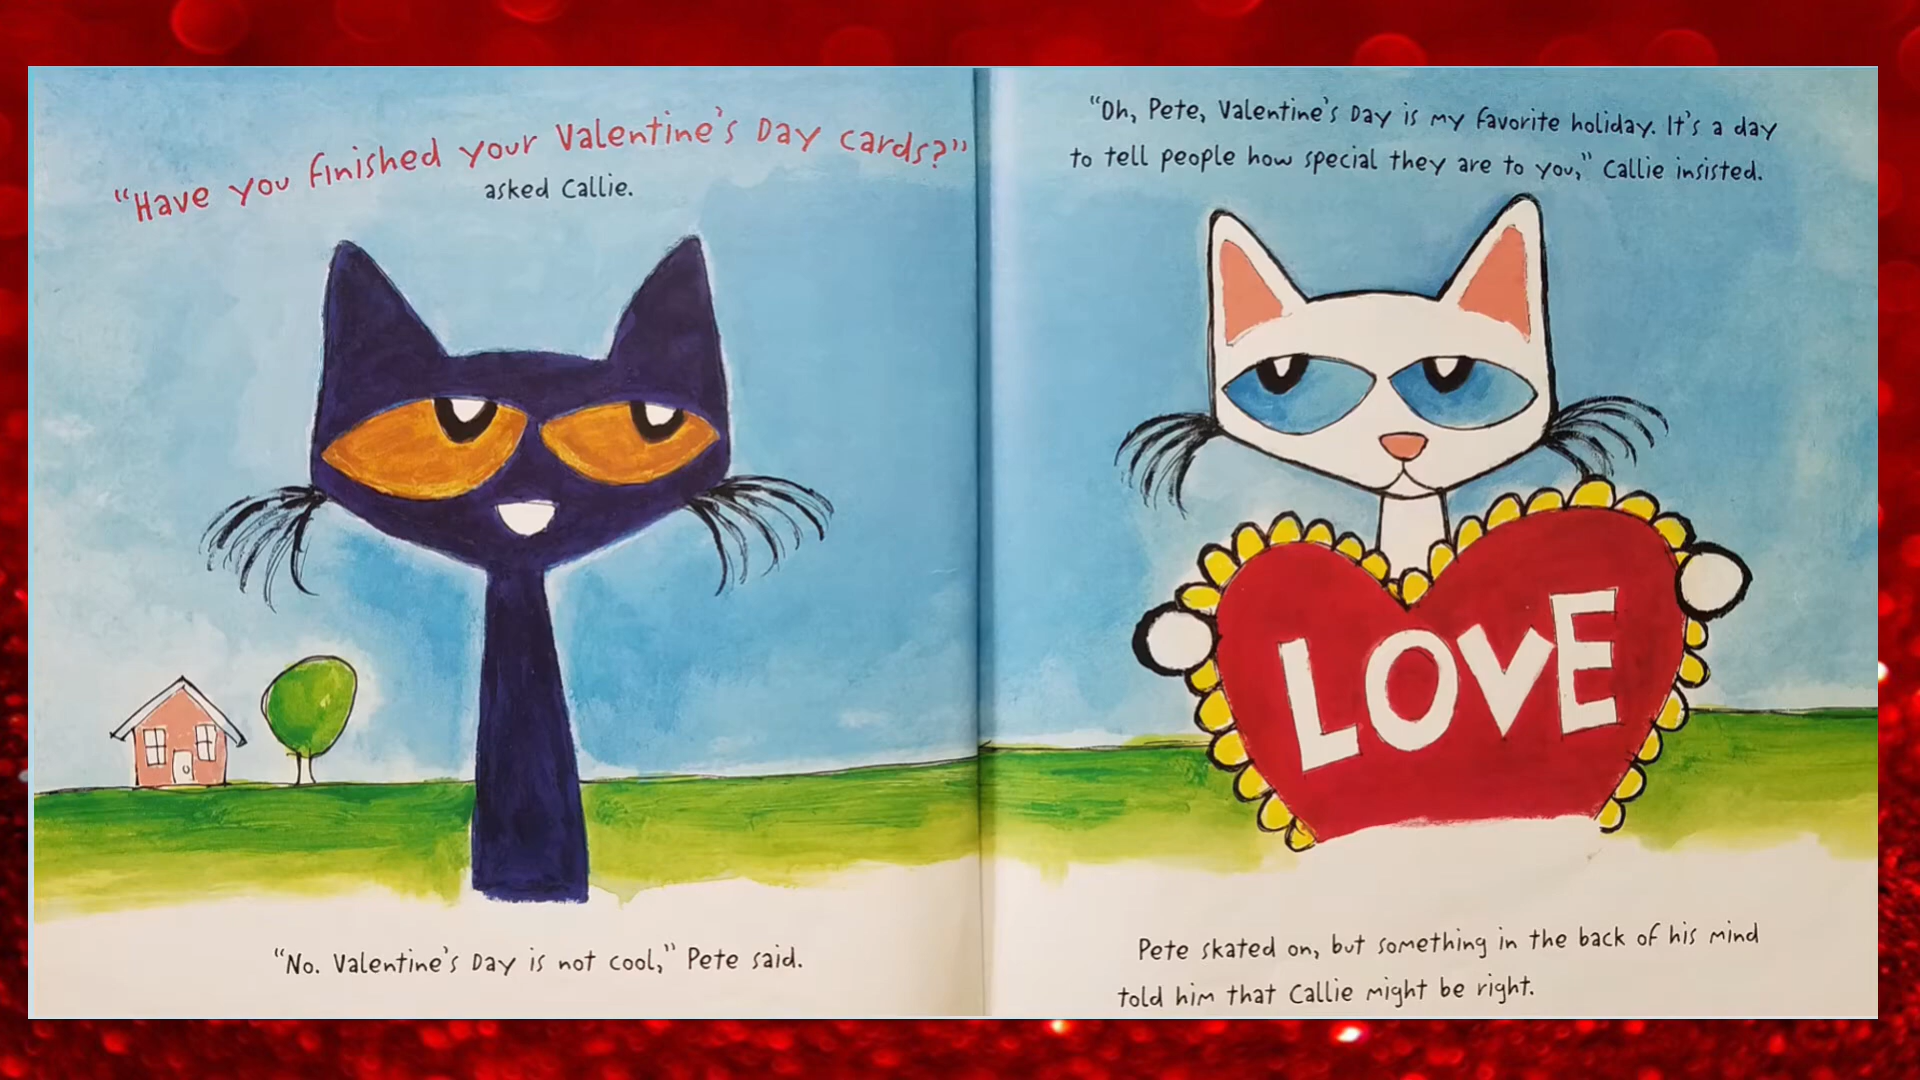 “Have you finished your Valentine’s Day cards?”
asked Callie.
“No. Valentine’s Day is not cool,” Pete said.
“Oh, Pete, Valentine’s Day is my favorite holiday. It’s a day
to tell people how special they are to you,” Callie insisted.
LOVE
Pete skated on, but something in the back of his mind
told him that Callie might be right.